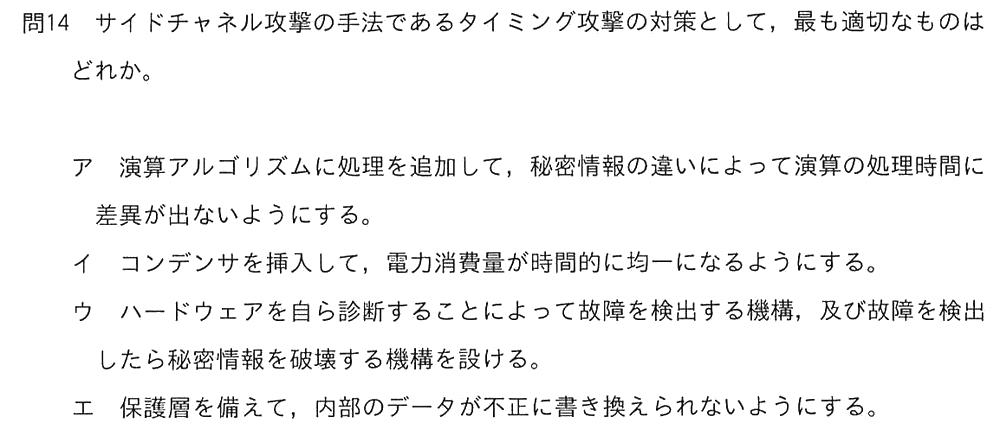 問14　サイドチャネル攻撃の手法であるタイミング攻撃の対策として，最も適切なものは
どれか。
ア　演算アルゴリズムに処理を追加して，秘密情報の違いによって演算の処理時間に
差異が出ないようにする。
イ　コンデンサを挿入して，電力消費量が時間的に均一になるようにする。
ウ　ハードウェアを自ら診断することによって故障を検出する機構，及び故障を検出
したら秘密情報を破壊する機構を設ける。
エ　保護層を備えて，内部のデータが不正に書き換えられないようにする。